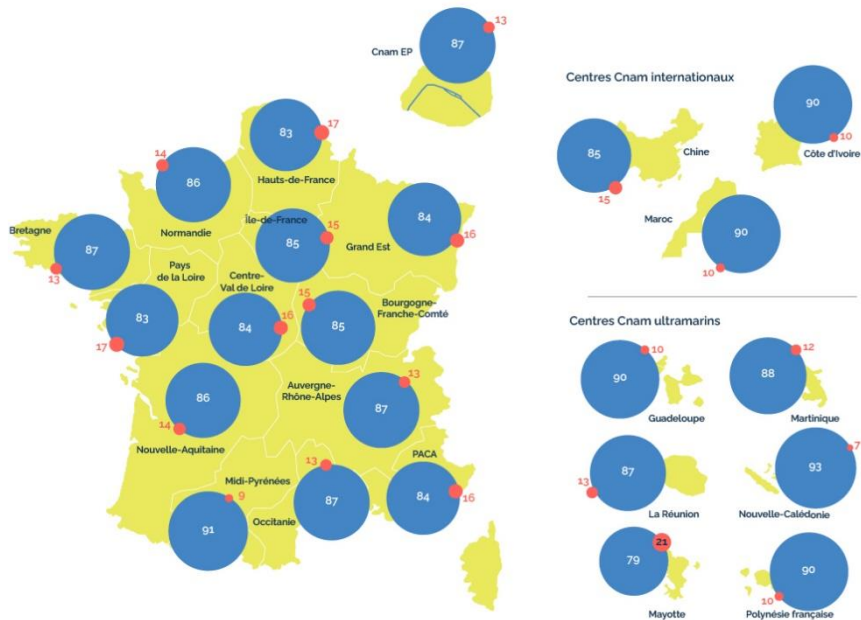 Cnam EP
87
13
83
17
Hauts-de-France
14
86
Normandie
Île-de-France
15
85
84
16
Grand Est
Bretagne
87
13
Pays
de la Loire
83
17
Centre-
Val de Loire
84
16
15
85
Bourgogne-
Franche-Comté
86
14
Nouvelle-Aquitaine
Auvergne-
Rhône-Alpes
13
87
Midi-Pyrénées
9
91
Occitanie
13
87
PACA
84
16
Centres Cnam internationaux
85
15
Chine
90
10
Côte d'Ivoire
Maroc
90
10
Centres Cnam ultramarins
90
10
Guadeloupe
88
12
Martinique
87
13
La Réunion
93
7
Nouvelle-Calédonie
79
21
Mayotte
90
10
Polynésie française